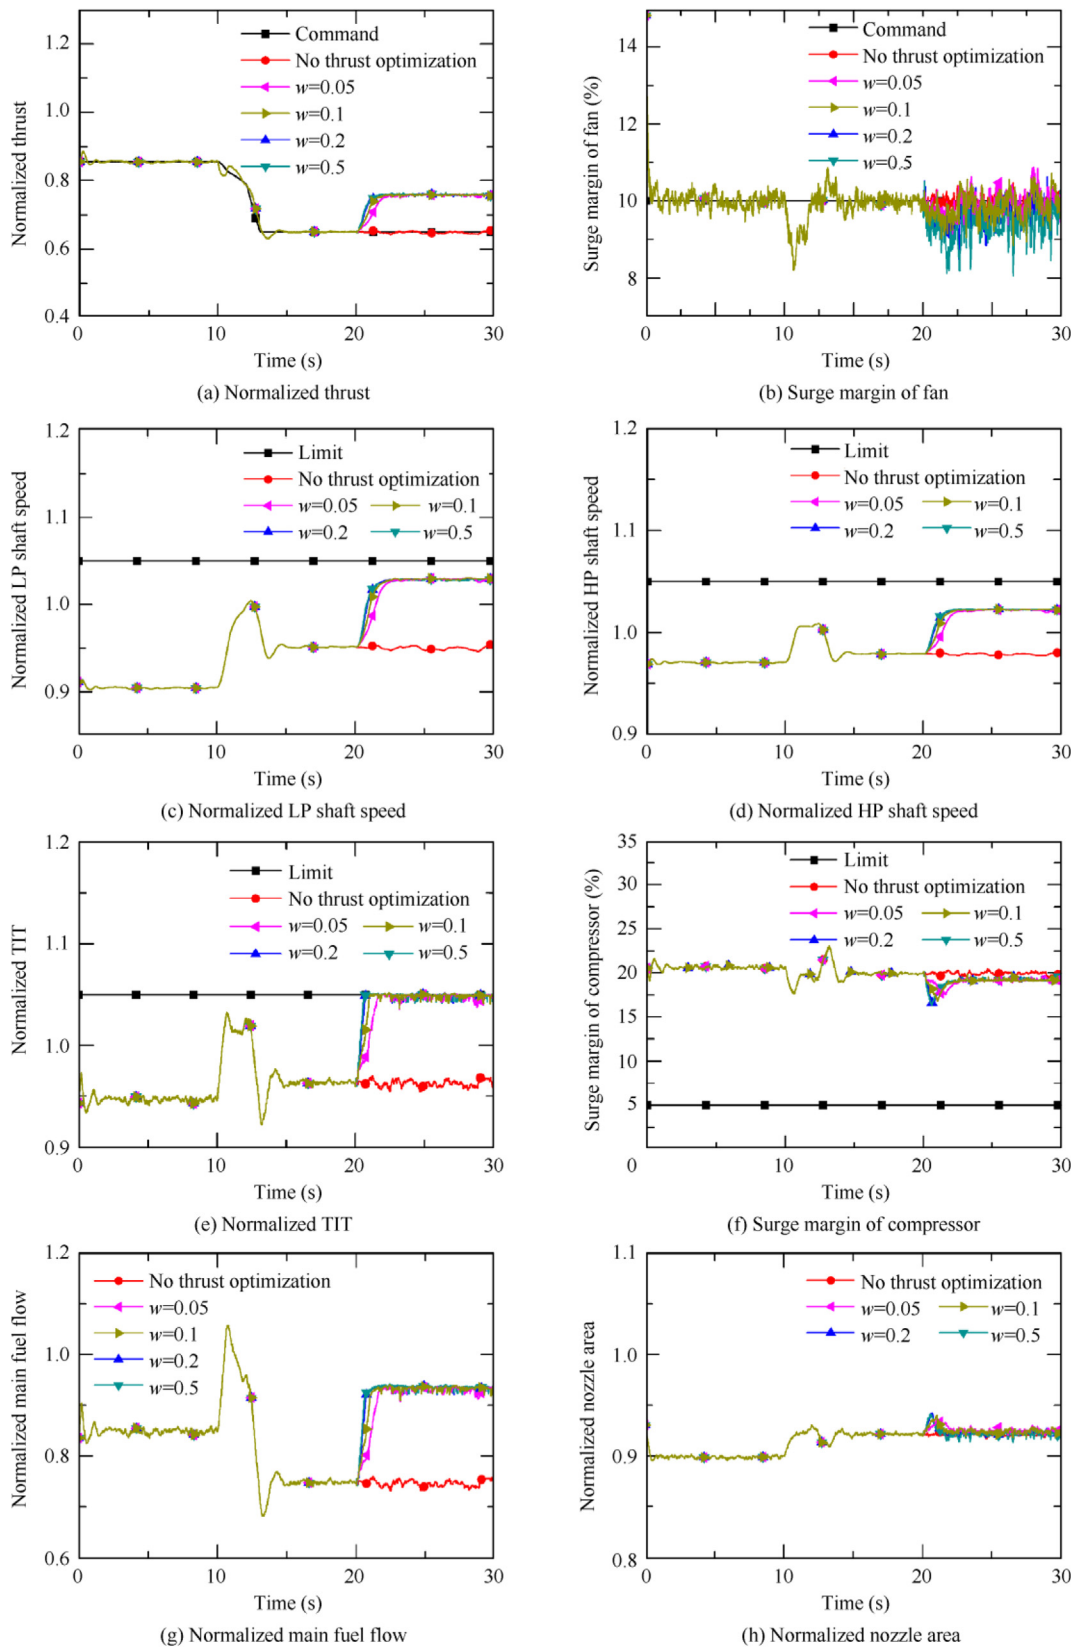 1.2
1.0
0.8
0.6
0.4
Normalized thrust
Command
No thrust optimization
w=0.05
w=0.1
w=0.2
w=0.5
0 10 20 30
Time (s)
(a) Normalized thrust
14
12
10
8
Surge margin of fan (%)
Command
No thrust optimization
w=0.05
w=0.1
w=0.2
w=0.5
0 10 20 30
Time (s)
(b) Surge margin of fan
1.2
1.1
1.0
0.9
Normalized LP shaft speed
Limit
No thrust optimization
w=0.05 w=0.1
w=0.2 w=0.5
0 10 20 30
Time (s)
(c) Normalized LP shaft speed
1.2
1.1
1.0
0.9
Normalized HP shaft speed
Limit
No thrust optimization
w=0.05 w=0.1
w=0.2 w=0.5
0 10 20 30
Time (s)
(d) Normalized HP shaft speed
1.2
1.1
1.0
0.9
Normalized TIT
Limit
No thrust optimization
w=0.05 w=0.1
w=0.2 w=0.5
0 10 20 30
Time (s)
(e) Normalized TIT
35
30
25
20
15
10
5
Surge margin of compressor (%)
Limit
No thrust optimization
w=0.05 w=0.1
w=0.2 w=0.5
0 10 20 30
Time (s)
(f) Surge margin of compressor
1.2
1.0
0.8
0.6
Normalized main fuel flow
No thrust optimization
w=0.05
w=0.1
w=0.2
w=0.5
0 10 20 30
Time (s)
(g) Normalized main fuel flow
1.1
1.0
0.9
0.8
Normalized nozzle area
No thrust optimization
w=0.05 w=0.1
w=0.2 w=0.5
0 10 20 30
Time (s)
(h) Normalized nozzle area